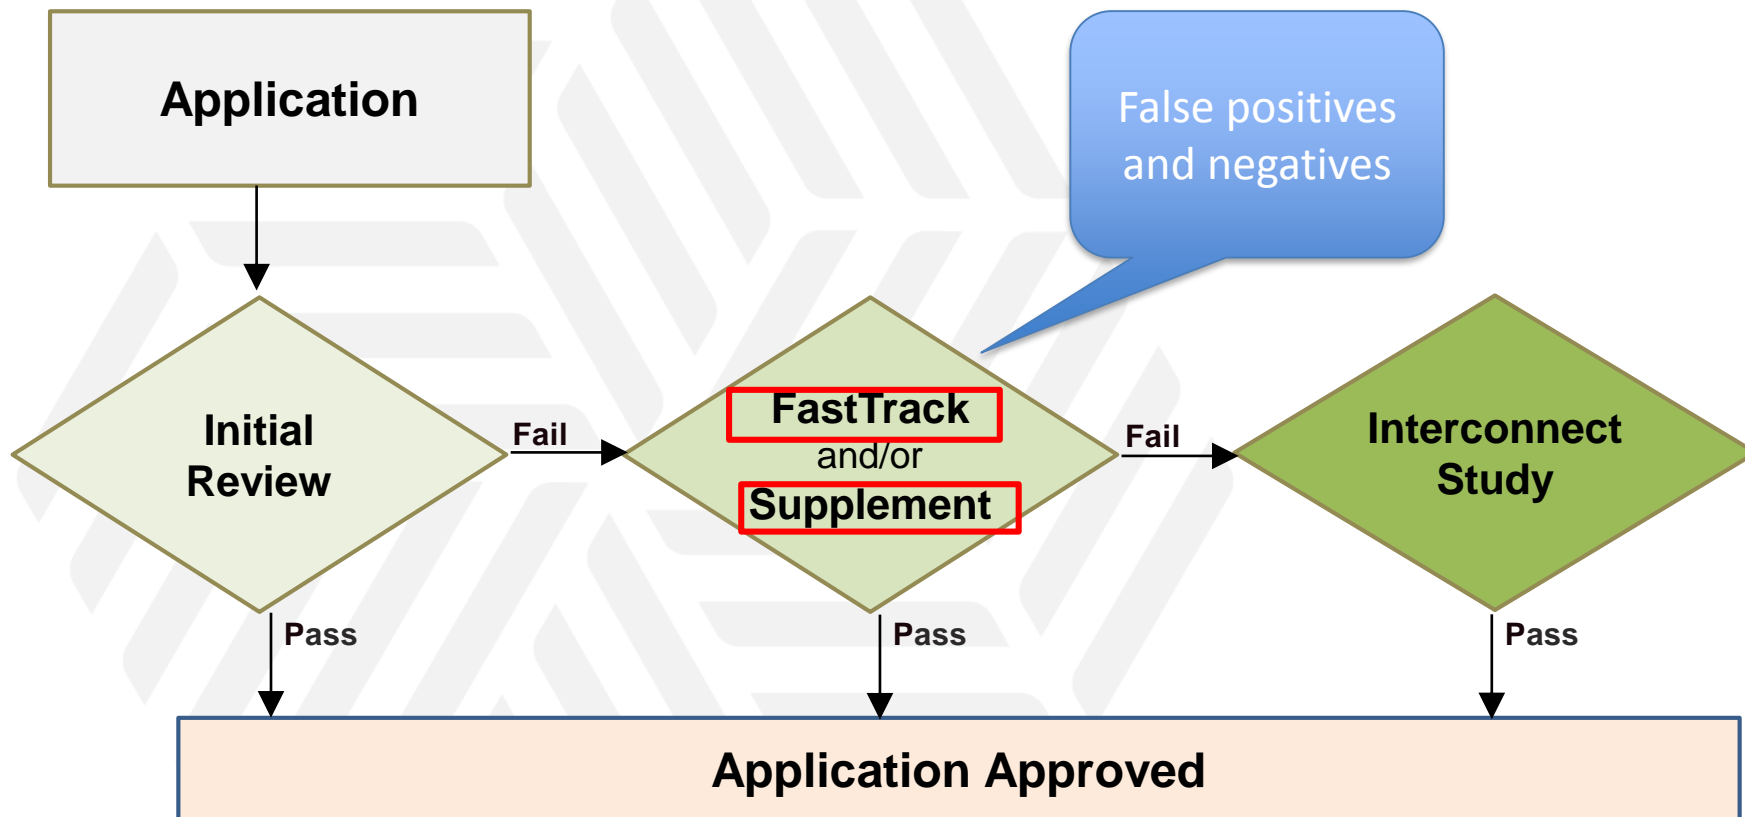 Application
False positives
and negatives
Initial
Review
Fail
FastTrack
and/or
Supplement
Fail
Interconnect
Study
Pass
Pass
Pass
Application Approved